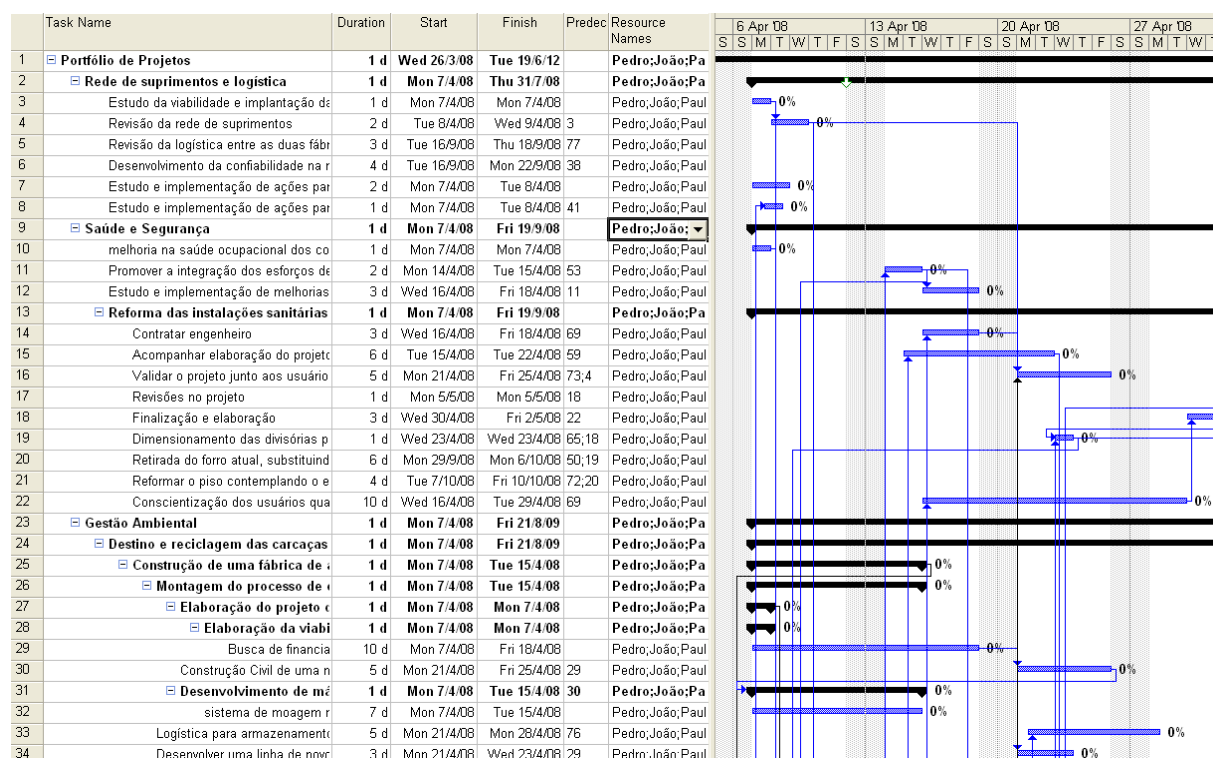 Task Name Duration Start Finish Predec Resource Names
6 Apr '08 13 Apr '08 20 Apr '08 27 Apr '08
S S M T W T F S S M T W T F S S M T W T F S S M T W
1 Portfólio de Projetos 1 d Wed 26/3/08 Tue 19/6/12 Pedro;João;Pa
2 Rede de suprimentos e logística 1 d Mon 7/4/08 Thu 31/7/08 Pedro;João;Pa
3 Estudo da viabilidade e implantação da 1 d Mon 7/4/08 Mon 7/4/08 Pedro;João;Paul 0%
4 Revisão da rede de suprimentos 2 d Tue 8/4/08 Wed 9/4/08 3 Pedro;João;Paul 0%
5 Revisão da logística entre as duas fábr 3 d Tue 16/9/08 Thu 18/9/08 77 Pedro;João;Paul
6 Desenvolvimento da confiabilidade na r 4 d Tue 16/9/08 Mon 22/9/08 38 Pedro;João;Paul
7 Estudo e implementação de ações par 2 d Mon 7/4/08 Tue 8/4/08 Pedro;João;Paul 0%
8 Estudo e implementação de ações par 1 d Mon 7/4/08 Tue 8/4/08 41 Pedro;João;Paul 0%
9 Saúde e Segurança 1 d Mon 7/4/08 Fri 19/9/08 Pedro;João;
10 melhoria na saúde ocupacional dos co 1 d Mon 7/4/08 Mon 7/4/08 Pedro;João;Paul 0%
11 Promover a integração dos esforços de 2 d Mon 14/4/08 Tue 15/4/08 53 Pedro;João;Paul 0%
12 Estudo e implementação de melhorias 3 d Wed 16/4/08 Fri 18/4/08 11 Pedro;João;Paul 0%
13 Reforma das instalações sanitárias 1 d Mon 7/4/08 Fri 19/9/08 Pedro;João;Pa
14 Contratar engenheiro 3 d Wed 16/4/08 Fri 18/4/08 69 Pedro;João;Paul 0%
15 Acompanhar elaboração do projeto 6 d Tue 15/4/08 Tue 22/4/08 59 Pedro;João;Paul 0%
16 Validar o projeto junto aos usuário 5 d Mon 21/4/08 Fri 25/4/08 73;4 Pedro;João;Paul 0%
17 Revisões no projeto 1 d Mon 5/5/08 Mon 5/5/08 18 Pedro;João;Paul
18 Finalização e elaboração 3 d Wed 30/4/08 Fri 2/5/08 22 Pedro;João;Paul
19 Dimensionamento das divisórias p 1 d Wed 23/4/08 Wed 23/4/08 65;18 Pedro;João;Paul 0%
20 Retirada do forro atual, substituind 6 d Mon 29/9/08 Mon 6/10/08 50;19 Pedro;João;Paul
21 Reformar o piso contemplando o e 4 d Tue 7/10/08 Fri 10/10/08 72;20 Pedro;João;Paul
22 Conscientização dos usuários qua 10 d Wed 16/4/08 Tue 29/4/08 69 Pedro;João;Paul 0%
23 Gestão Ambiental 1 d Mon 7/4/08 Fri 21/8/09 Pedro;João;Pa
24 Destino e reciclagem das carcaças 1 d Mon 7/4/08 Fri 21/8/09 Pedro;João;Pa
25 Construção de uma fábrica de 1 d Mon 7/4/08 Tue 15/4/08 Pedro;João;Pa 0%
26 Montagem do processo de 1 d Mon 7/4/08 Tue 15/4/08 Pedro;João;Pa 0%
27 Elaboração do projeto 1 d Mon 7/4/08 Mon 7/4/08 Pedro;João;Pa 0%
28 Elaboração da viabi 1 d Mon 7/4/08 Mon 7/4/08 Pedro;João;Pa 0%
29 Busca de financia 10 d Mon 7/4/08 Fri 18/4/08 Pedro;João;Paul 0%
30 Construção Civil de uma n 5 d Mon 21/4/08 Fri 25/4/08 29 Pedro;João;Paul 0%
31 Desenvolvimento de má 1 d Mon 7/4/08 Tue 15/4/08 30 Pedro;João;Pa 0%
32 sistema de moagem r 7 d Mon 7/4/08 Tue 15/4/08 Pedro;João;Paul 0%
33 Logística para armazenamento 5 d Mon 21/4/08 Mon 28/4/08 76 Pedro;João;Paul 0%
34 Desenvolver uma linha de novo 3 d Mon 21/4/08 Wed 23/4/08 29 Pedro;João;Paul 0%